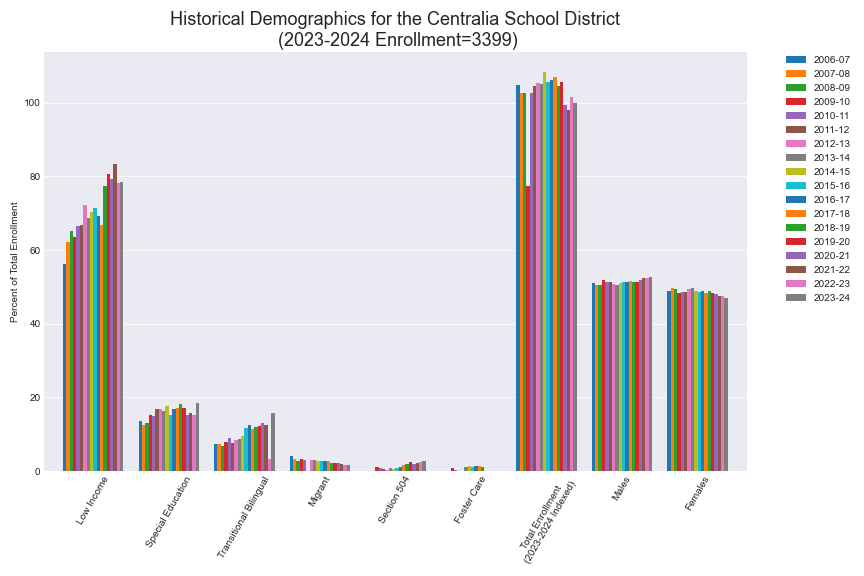 Historical Demographics for the Centralia School District
(2023-2024 Enrollment=3399)
Percent of Total Enrollment
100
80
60
40
20
0
Low Income
Special Education
Transitional Bilingual
Migrant
Section 504
Foster Care
Total Enrollment
(2023-2024 Indexed)
Males
Females
2006-07
2007-08
2008-09
2009-10
2010-11
2011-12
2012-13
2013-14
2014-15
2015-16
2016-17
2017-18
2018-19
2019-20
2020-21
2021-22
2022-23
2023-24